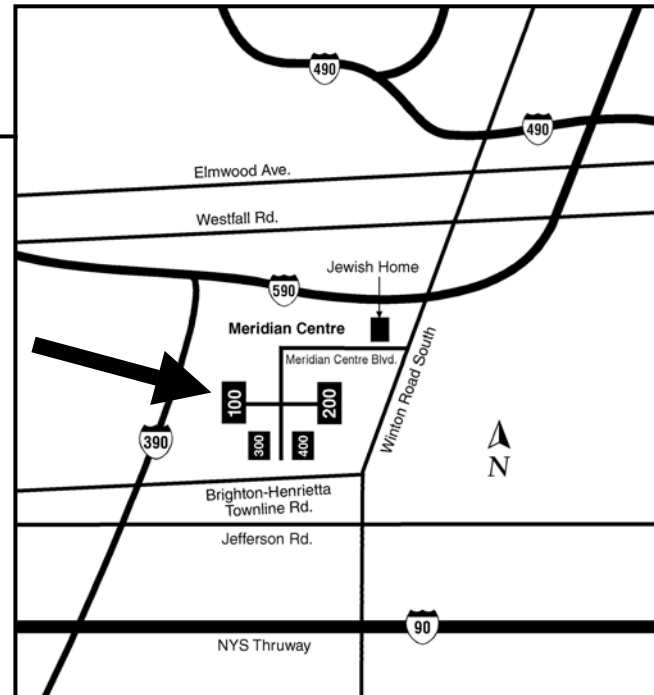 490
490
Elmwood Ave.
Westfall Rd.
Jewish Home
590
Meridian Centre
Meridian Centre Blvd.
Winton Road South
100
200
300
400
390
N
Brighton-Henrietta
Townline Rd.
Jefferson Rd.
90
NYS Thruway